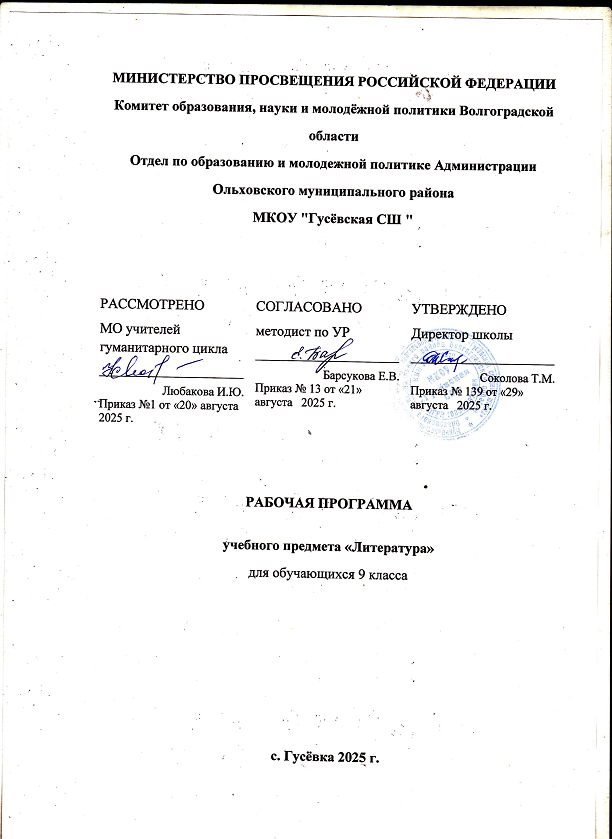 МИНИСТЕРСТВО ПРОСВЕЩЕНИЯ РОССИЙСКОЙ ФЕДЕРАЦИИ
Комитет образования, науки и молодёжной политики Волгоградской
области
Отдел по образованию и молодежной политике Администрации
Ольховского муниципального района
МКОУ "Гусёвская СШ "
РАССМОТРЕНО
МО учителей
гуманитарного цикла
Любакова И.Ю.
Приказ №1 от «20» августа
2025 г.
СОГЛАСОВАНО
методист по УР
Барсукова Е.В.
Приказ № 13 от «21»
августа 2025 г.
УТВЕРЖДЕНО
Директор школы
Соколова Т.М.
Приказ № 139 от «29»
августа 2025 г.
РАБОЧАЯ ПРОГРАММА
учебного предмета «Литература»
для обучающихся 9 класса
с. Гусёвка 2025 г.